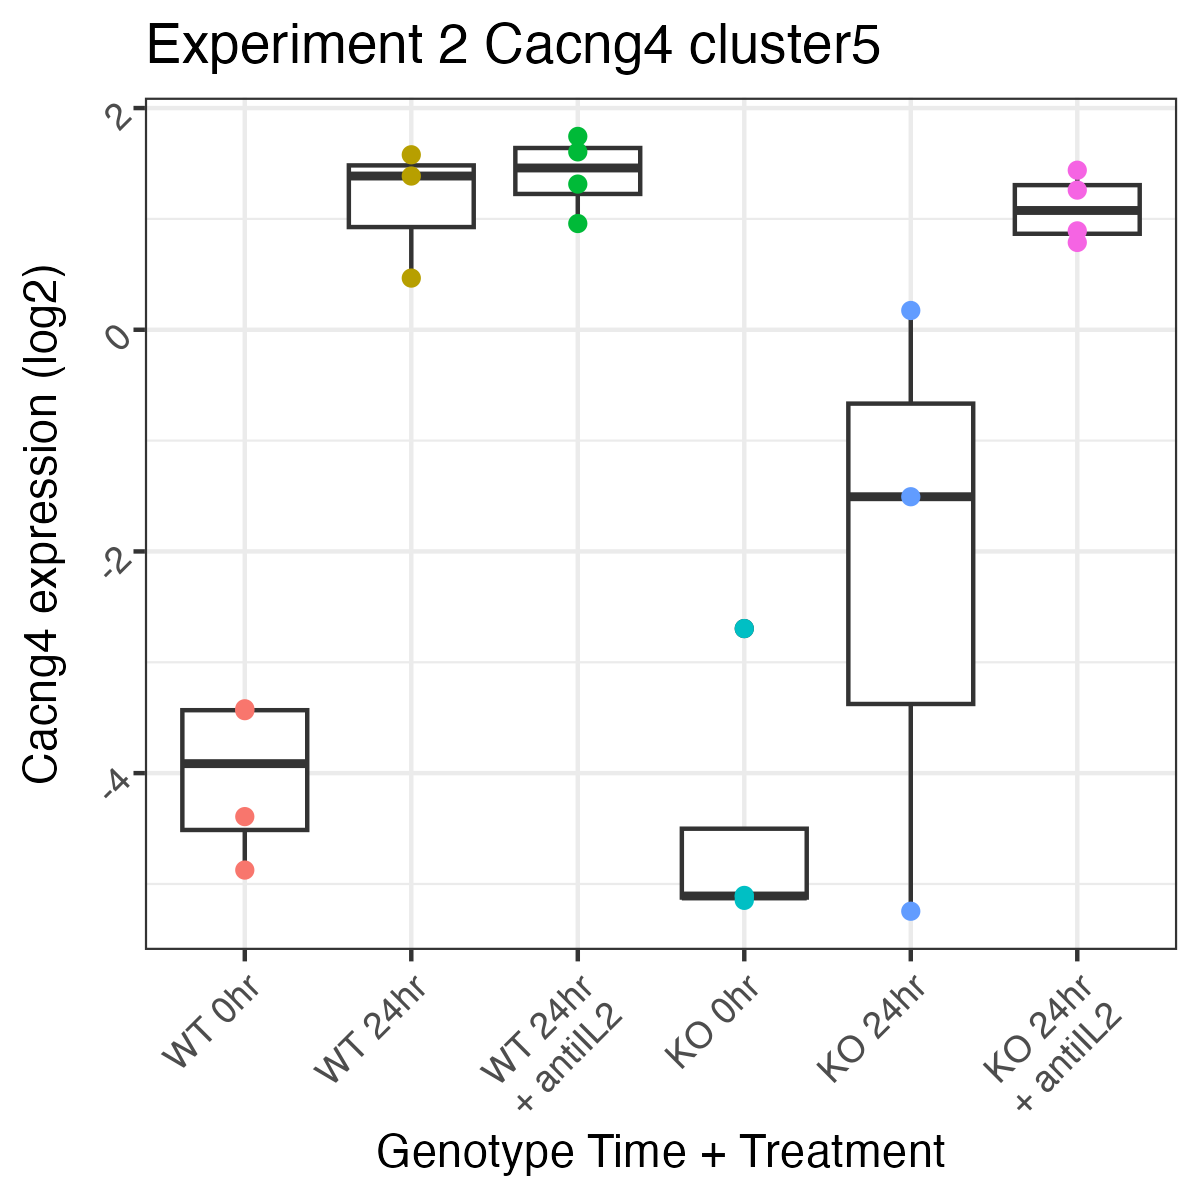 Experiment 2 Cacng4 cluster5
Cacng4 expression (log2)
2
0
-2
-4
WT 0hr
WT 24hr
WT 24hr
+ antiIL2
KO 0hr
KO 24hr
KO 24hr
+ antiIL2
Genotype Time + Treatment